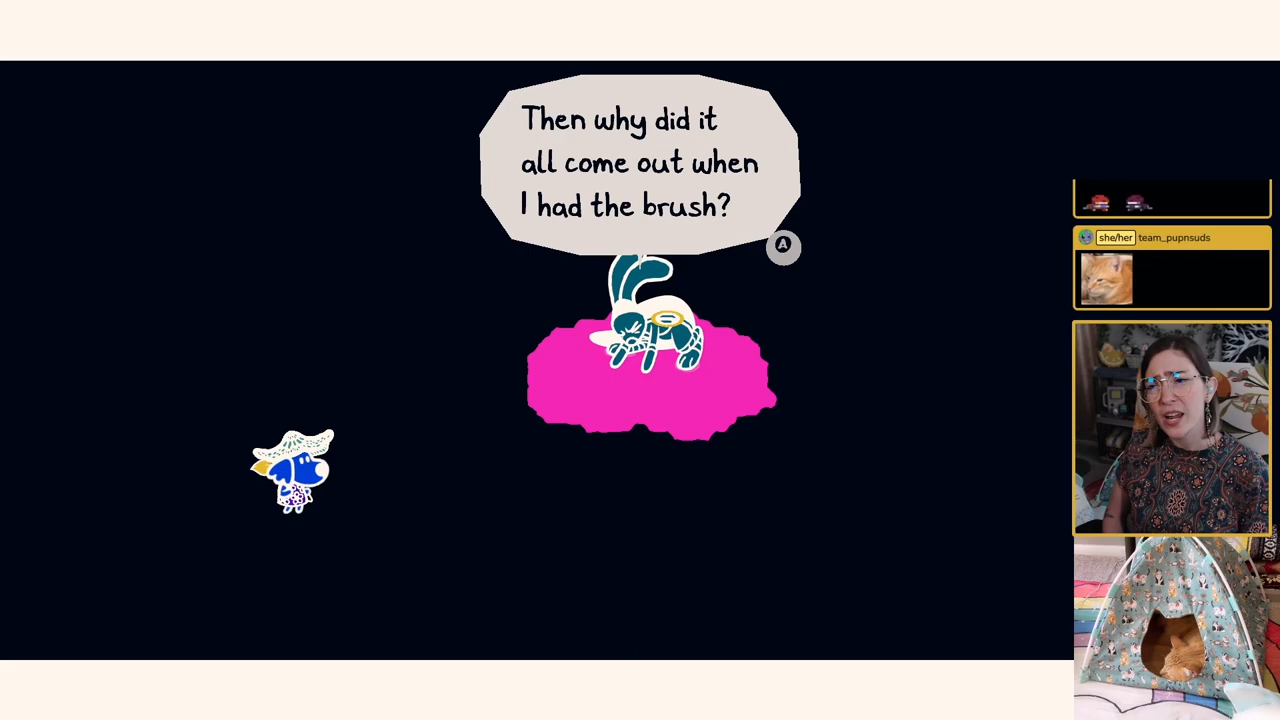 Then why did it
all come out when
I had the brush?
A
she/her team_pupnsuds